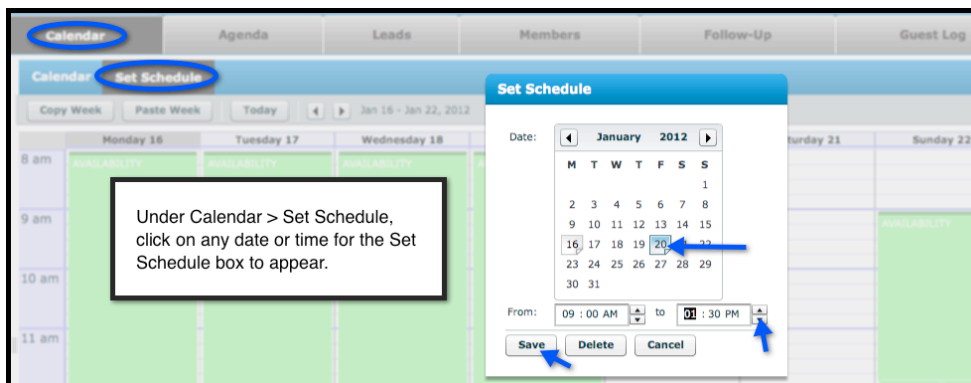 Calendar Agenda Leads Members Follow-Up Guest Log
Calendar Set Schedule
Copy Week Paste Week Today Jan 16 - Jan 22, 2012
Monday 16 Tuesday 17 Wednesday 18 turday 21 Sunday 22
8 am AVAILABILITY AVAILABILITY AVAILABILITY
9 am AVAILABILITY
10 am
11 am
Under Calendar > Set Schedule,
click on any date or time for the Set
Schedule box to appear.
Set Schedule
Date: January 2012
M T W T F S S
1
2 3 4 5 6 7 8
9 10 11 12 13 14 15
16 17 18 19 20 22
23 24 25 26 27 28 29
30 31
From: 09 : 00 AM to 01 : 30 PM
Save Delete Cancel